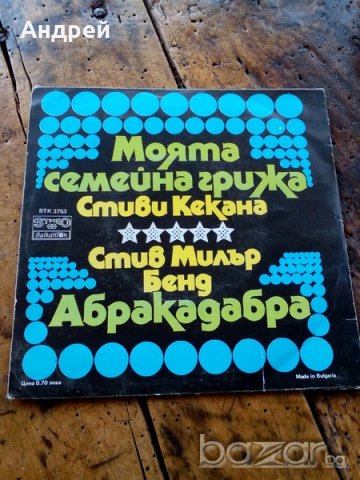 Андрей
Моята
семейна грижа
Стиви Кекана
ВТК 3753
стерео
Balkanton
Стив Милър
Бенд
Абракадабра
Цена 0,70 лева
Made in Bulgaria
bazar.bg